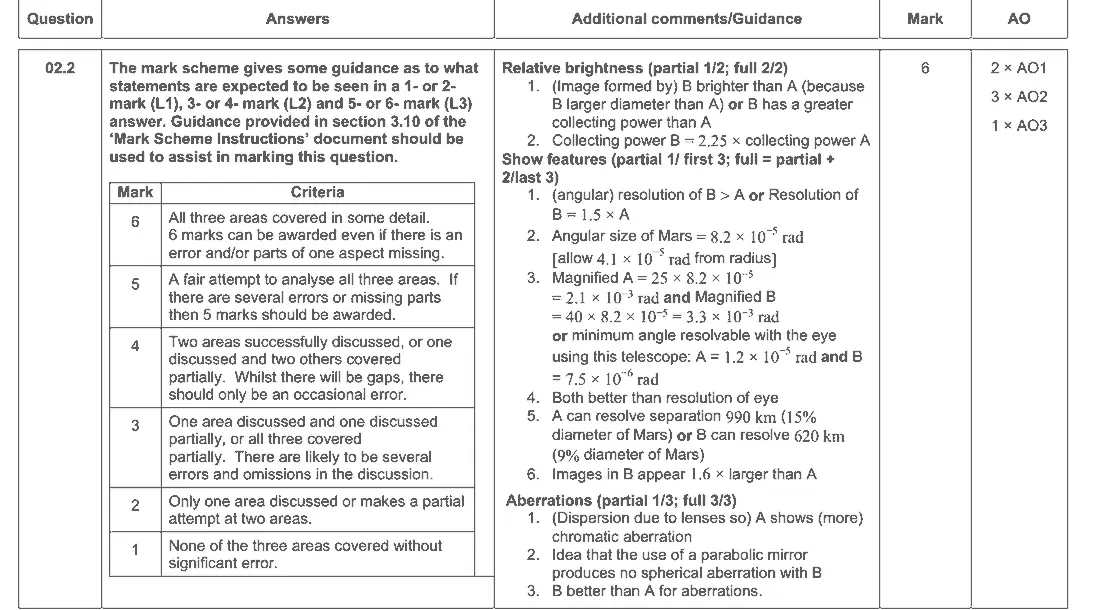 Question Answers Additional comments/Guidance Mark AO
02.2
The mark scheme gives some guidance as to what
statements are expected to be seen in a 1- or 2-
mark (L1), 3- or 4- mark (L2) and 5- or 6- mark (L3)
answer. Guidance provided in section 3.10 of the
‘Mark Scheme Instructions’ document should be
used to assist in marking this question.
Mark Criteria
6 All three areas covered in some detail.
6 marks can be awarded even if there is an
error and/or parts of one aspect missing.
5 A fair attempt to analyse all three areas. If
there are several errors or missing parts
then 5 marks should be awarded.
4 Two areas successfully discussed, or one
discussed and two others covered
partially. Whilst there will be gaps, there
should only be an occasional error.
3 One area discussed and one discussed
partially, or all three covered
partially. There are likely to be several
errors and omissions in the discussion.
2 Only one area discussed or makes a partial
attempt at two areas.
1 None of the three areas covered without
significant error.
Relative brightness (partial 1/2; full 2/2)
1. (Image formed by) B brighter than A (because
B larger diameter than A) or B has a greater
collecting power than A
2. Collecting power B = 2.25 × collecting power A
Show features (partial 1/ first 3; full = partial +
2/last 3)
1. (angular) resolution of B > A or Resolution of
B = 1.5 × A
2. Angular size of Mars = 8.2 × 10⁻⁵ rad
[allow 4.1 × 10⁻⁵ rad from radius]
3. Magnified A = 25 × 8.2 × 10⁻⁵
= 2.1 × 10⁻³ rad and Magnified B
= 40 × 8.2 × 10⁻⁵ = 3.3 × 10⁻³ rad
or minimum angle resolvable with the eye
using this telescope: A = 1.2 × 10⁻⁵ rad and B
= 7.5 × 10⁻⁶ rad
4. Both better than resolution of eye
5. A can resolve separation 990 km (15%
diameter of Mars) or B can resolve 620 km
(9% diameter of Mars)
6. Images in B appear 1.6 × larger than A
Aberrations (partial 1/3; full 3/3)
1. (Dispersion due to lenses so) A shows (more)
chromatic aberration
2. Idea that the use of a parabolic mirror
produces no spherical aberration with B
3. B better than A for aberrations.
6
2 × AO1
3 × AO2
1 × AO3